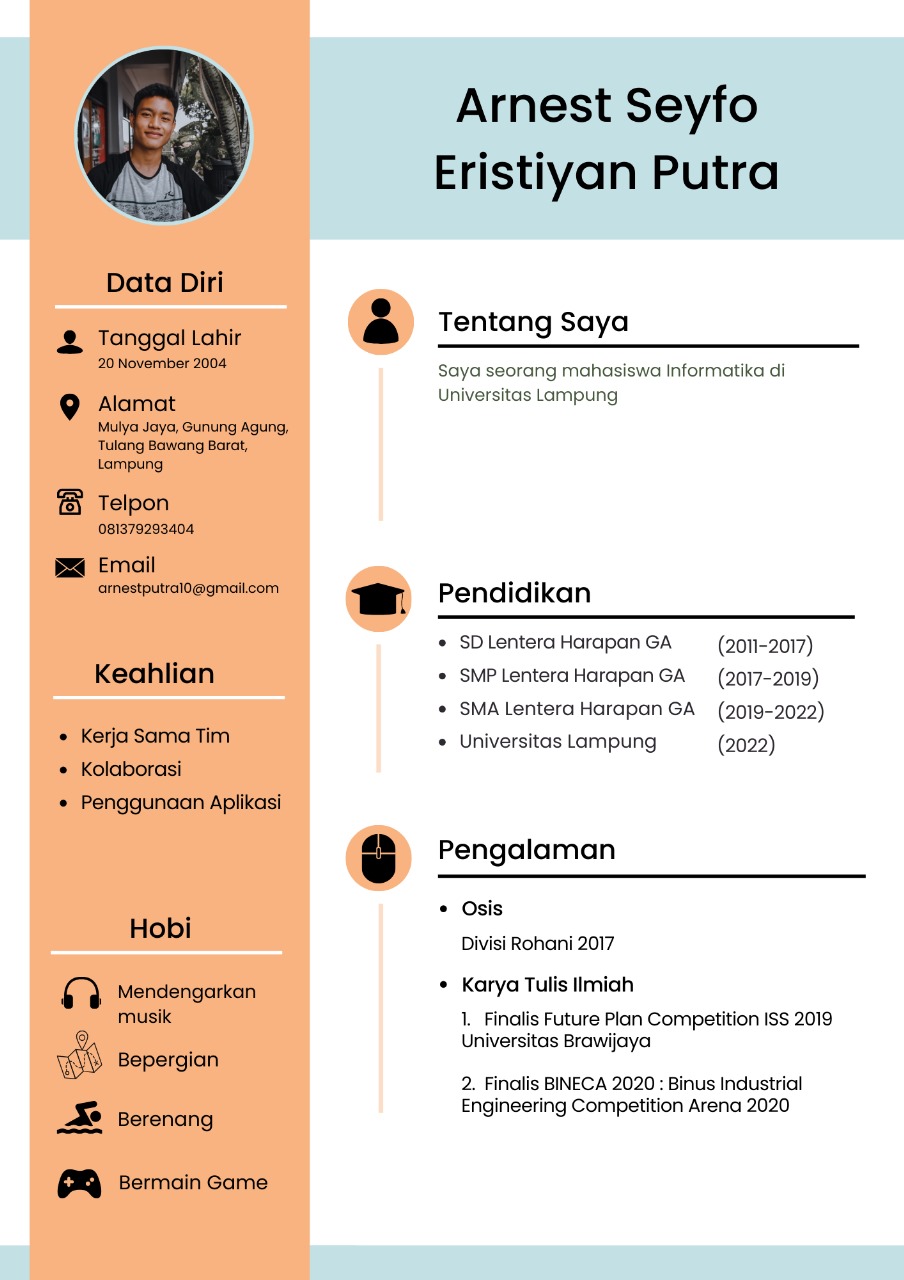 Arnest Seyfo
Eristiyan Putra
Data Diri
Tanggal Lahir
20 November 2004
Alamat
Mulya Jaya, Gunung Agung,
Tulang Bawang Barat,
Lampung
Telpon
081379293404
Email
arnestputra10@gmail.com
Keahlian
• Kerja Sama Tim
• Kolaborasi
• Penggunaan Aplikasi
Hobi
Mendengarkan
musik
Bepergian
Berenang
Bermain Game
Tentang Saya
Saya seorang mahasiswa Informatika di
Universitas Lampung
Pendidikan
• SD Lentera Harapan GA (2011-2017)
• SMP Lentera Harapan GA (2017-2019)
• SMA Lentera Harapan GA (2019-2022)
• Universitas Lampung (2022)
Pengalaman
• Osis
Divisi Rohani 2017
• Karya Tulis Ilmiah
1. Finalis Future Plan Competition ISS 2019
Universitas Brawijaya
2. Finalis BINECA 2020 : Binus Industrial
Engineering Competition Arena 2020